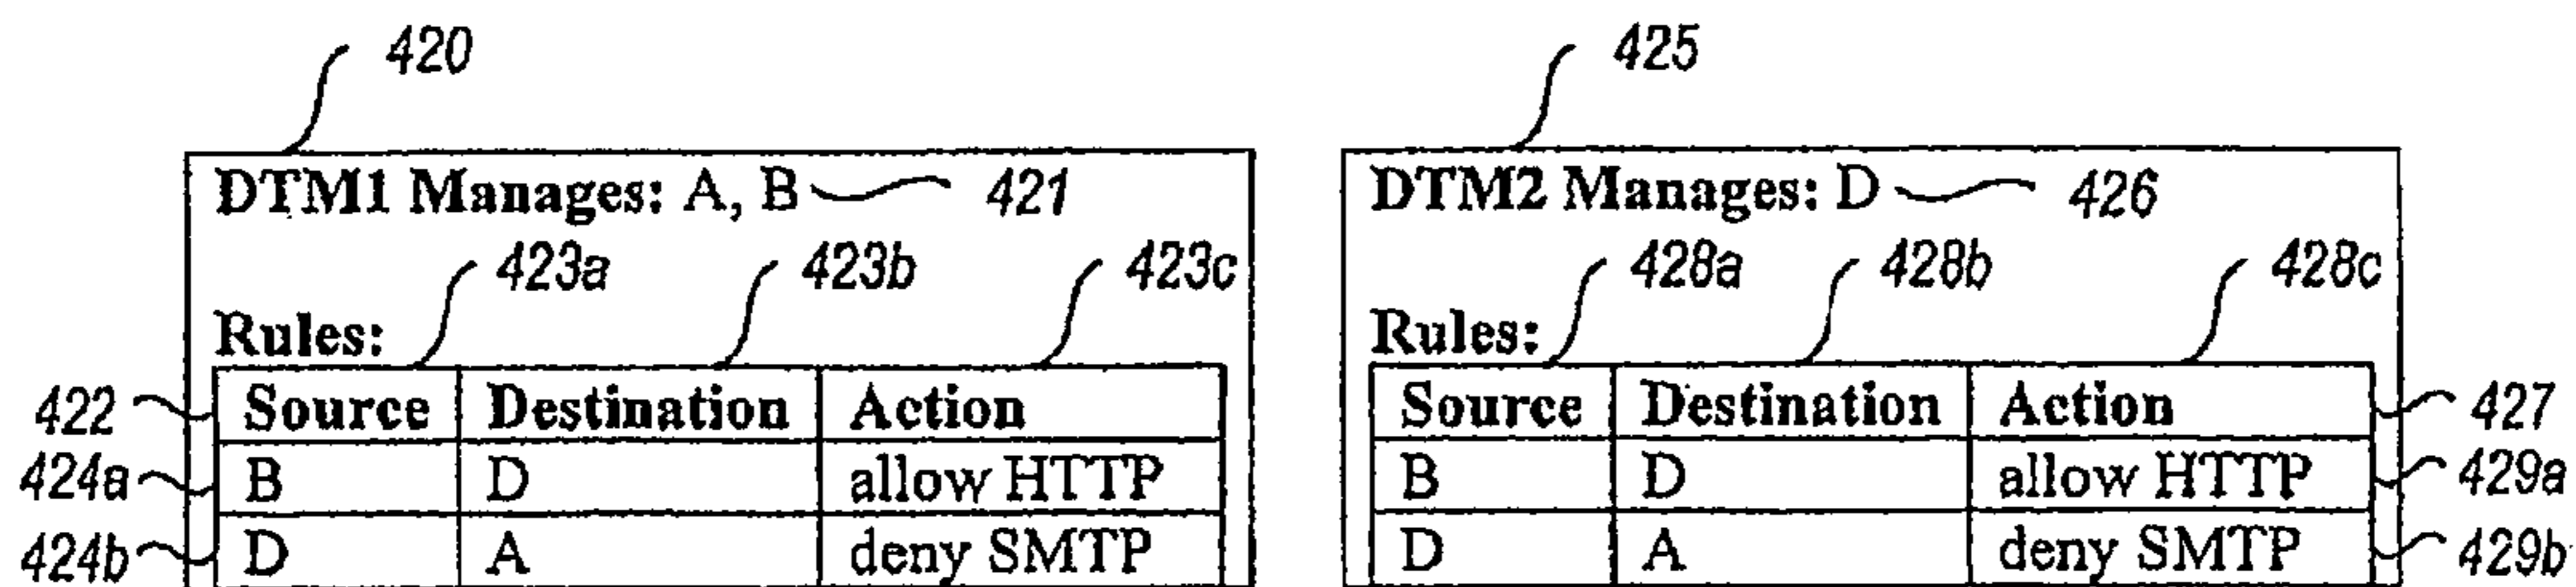 420
425
DTM1 Manages: A, B 421
DTM2 Manages: D 426
423a 423b 423c
428a 428b 428c
Rules:
Rules:
422 Source Destination Action
Source Destination Action 427
424a B D allow HTTP
B D allow HTTP 429a
424b D A deny SMTP
D A deny SMTP 429b